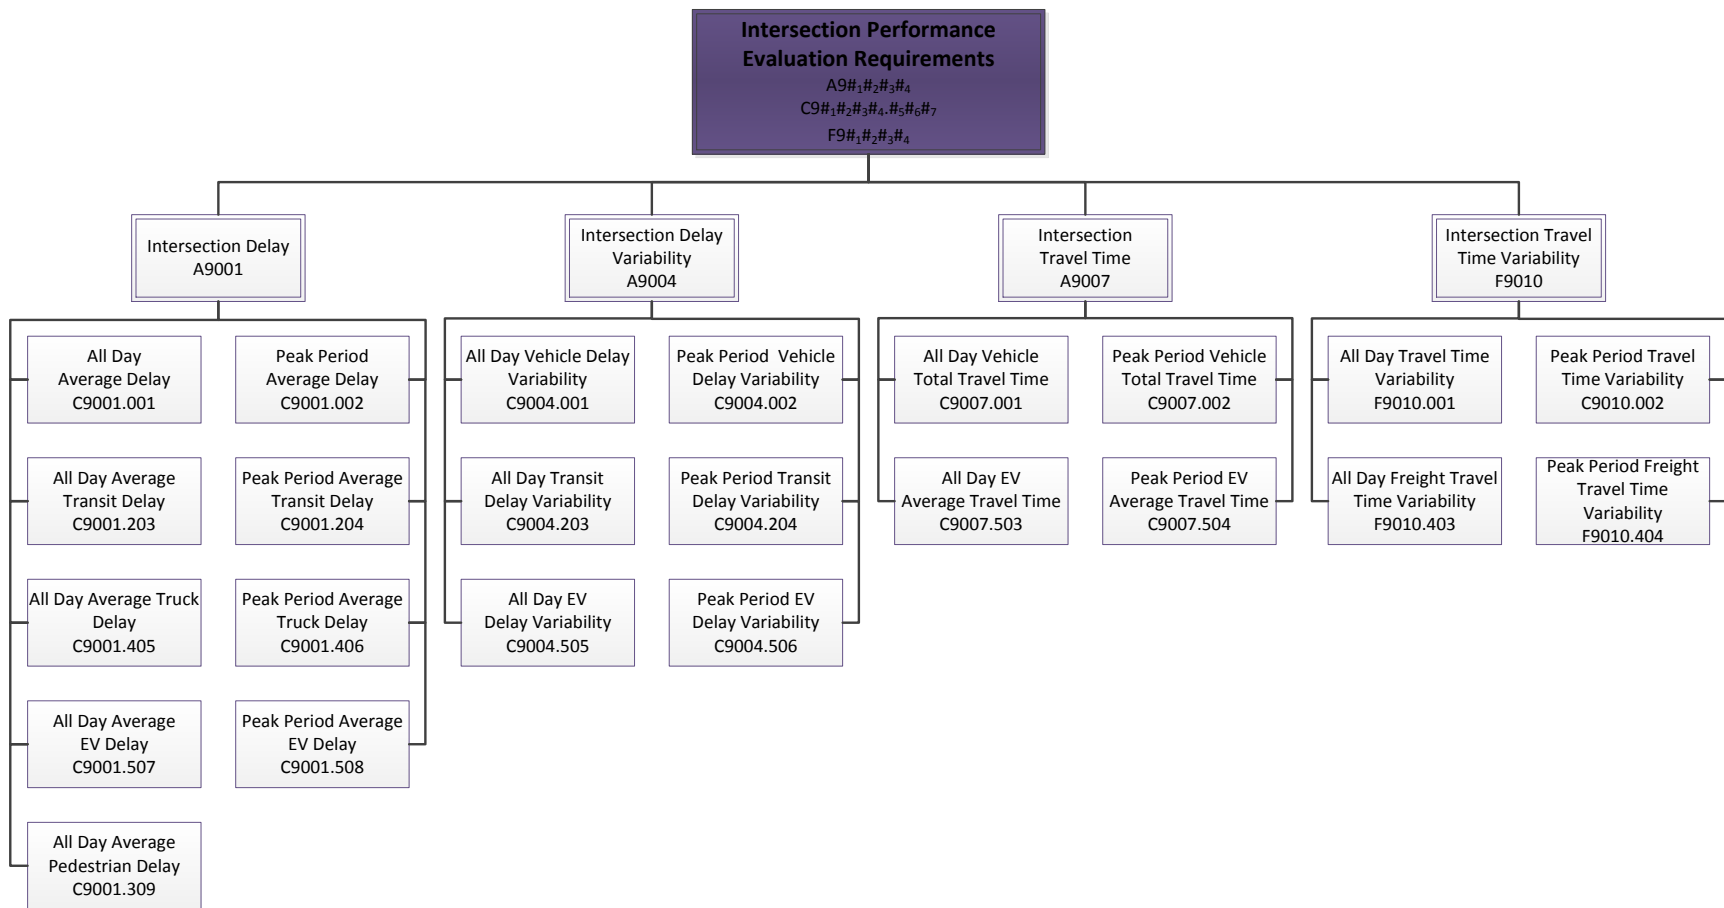 Intersection Performance
Evaluation Requirements
A9#₁#₂#₃#₄
C9#₁#₂#₃#₄.#₅#₆#₇
F9#₁#₂#₃#₄
Intersection Delay
A9001
Intersection Delay
Variability
A9004
Intersection
Travel Time
A9007
Intersection Travel
Time Variability
F9010
All Day
Average Delay
C9001.001
Peak Period
Average Delay
C9001.002
All Day Average
Transit Delay
C9001.203
Peak Period Average
Transit Delay
C9001.204
All Day Average Truck
Delay
C9001.405
Peak Period Average
Truck Delay
C9001.406
All Day Average
EV Delay
C9001.507
Peak Period Average
EV Delay
C9001.508
All Day Average
Pedestrian Delay
C9001.309
All Day Vehicle Delay
Variability
C9004.001
Peak Period  Vehicle
Delay Variability
C9004.002
All Day Transit
Delay Variability
C9004.203
Peak Period Transit
Delay Variability
C9004.204
All Day EV
Delay Variability
C9004.505
Peak Period EV
Delay Variability
C9004.506
All Day Vehicle
Total Travel Time
C9007.001
Peak Period Vehicle
Total Travel Time
C9007.002
All Day EV
Average Travel Time
C9007.503
Peak Period EV
Average Travel Time
C9007.504
All Day Travel Time
Variability
F9010.001
Peak Period Travel
Time Variability
C9010.002
All Day Freight Travel
Time Variability
F9010.403
Peak Period Freight
Travel Time
Variability
F9010.404